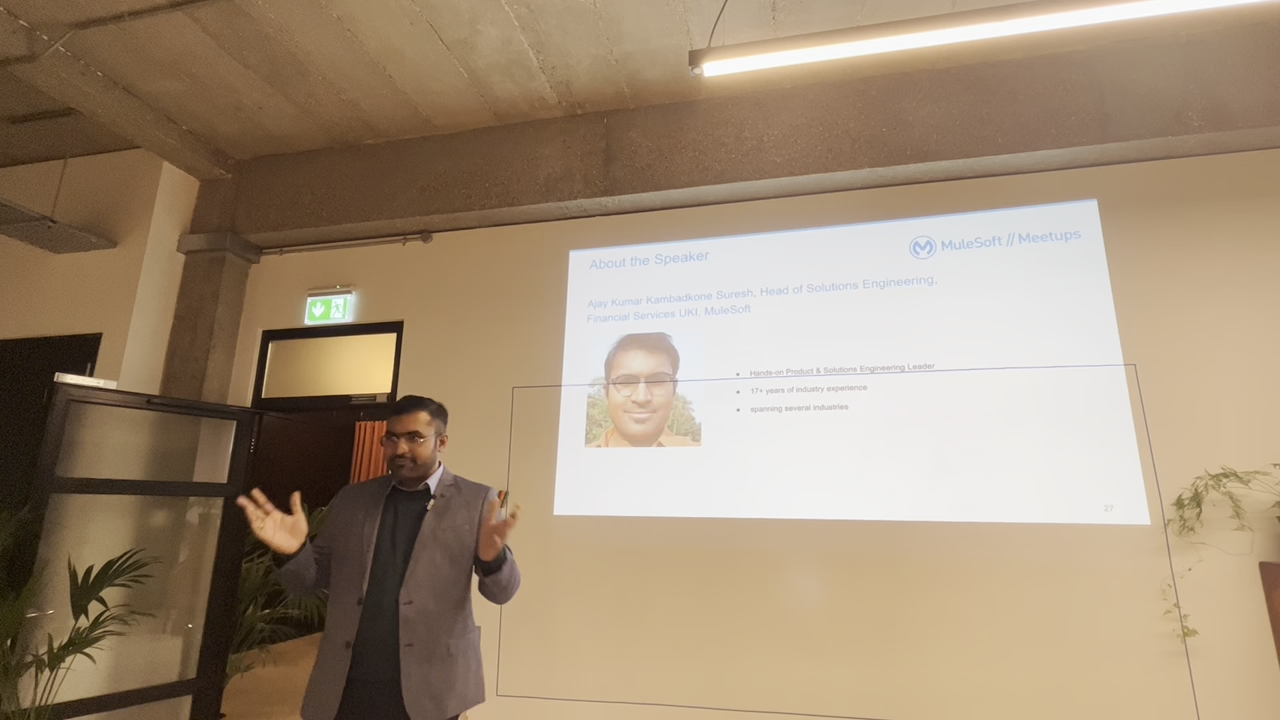 About the Speaker
MuleSoft // Meetups
Ajay Kumar Kambadkone Suresh, Head of Solutions Engineering,
Financial Services UKI, MuleSoft
Hands-on Product & Solutions Engineering Leader
17+ years of industry experience
spanning several industries
27